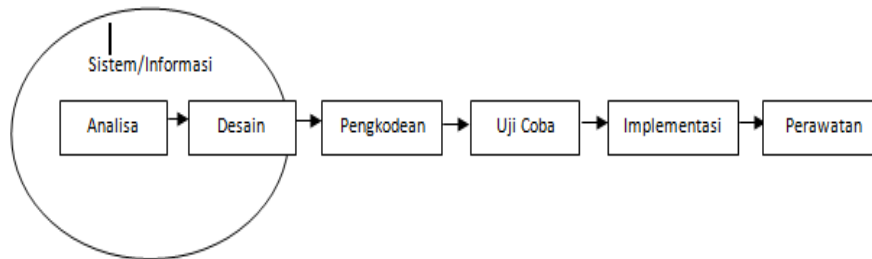 Sistem/Informasi
Analisa
Desain
Pengkodean
Uji Coba
Implementasi
Perawatan